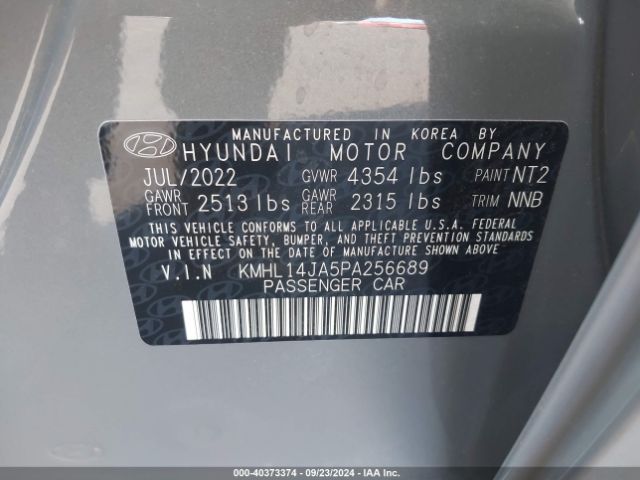 MANUFACTURED IN KOREA BY
HYUNDAI MOTOR COMPANY
JUL/2022 GVWR 4354 lbs PAINT NT2
GAWR FRONT 2513 lbs GAWR REAR 2315 lbs TRIM NNB
THIS VEHICLE CONFORMS TO ALL APPLICABLE U.S.A. FEDERAL
MOTOR VEHICLE SAFETY, BUMPER, AND THEFT PREVENTION STANDARDS
IN EFFECT ON THE DATE OF MANUFACTURE SHOWN ABOVE.
V.I.N KMHL14JA5PA256689
PASSENGER CAR
000-40373374 | 09/23/2024 | IAA Inc.